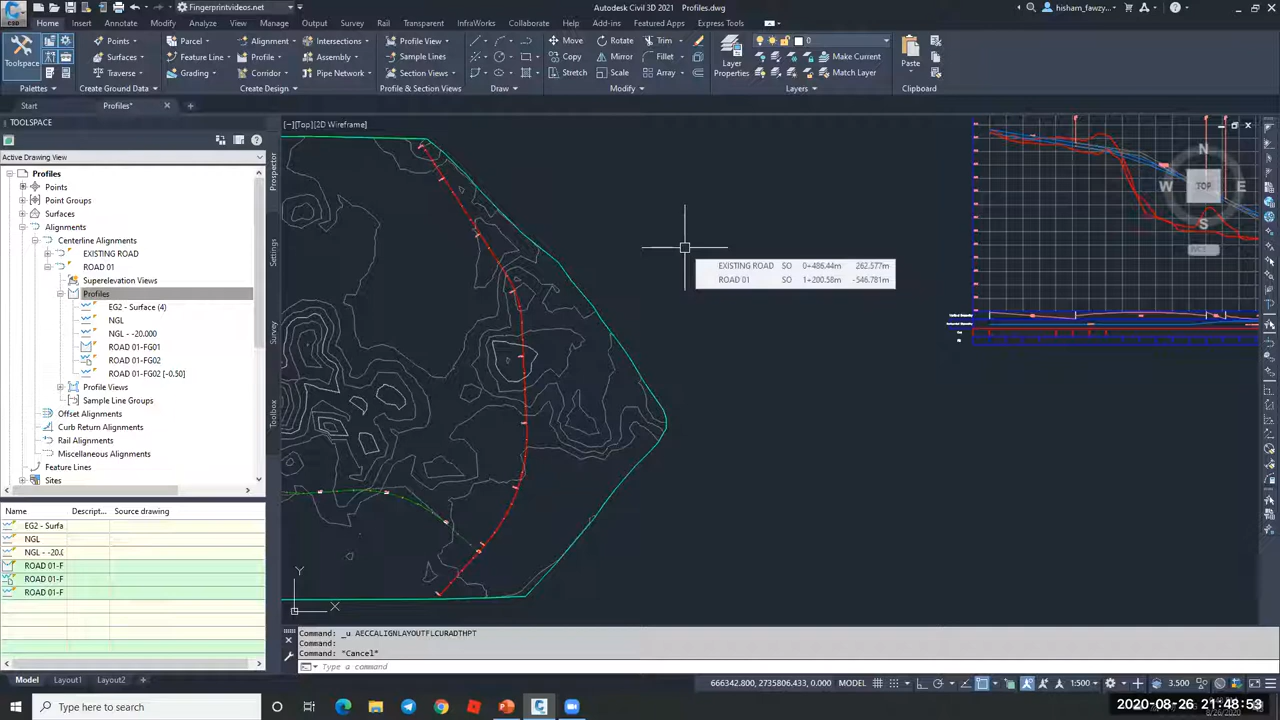 Fingerprintvideos.net
Autodesk Civil 3D 2021 Profiles.dwg
hisham_fawzy...
C3D
Home Insert Annotate Modify Analyze View Manage Output Survey Rail Transparent InfraWorks Collaborate Help Add-ins Featured Apps Express Tools
Toolspace
Points
Surfaces
Traverse
Parcel
Feature Line
Grading
Alignment
Profile
Corridor
Intersections
Assembly
Pipe Network
Profile View
Sample Lines
Section Views
Move
Copy
Stretch
Rotate
Mirror
Scale
Trim
Fillet
Array
Layer
Properties
0
Make Current
Match Layer
Paste
Palettes
Create Ground Data
Create Design
Profile & Section Views
Draw
Modify
Layers
Clipboard
Start
Profiles*
TOOLSPACE
[−][Top][2D Wireframe]
Active Drawing View
Prospector
Settings
Survey
Toolbox
Profiles
Points
Point Groups
Surfaces
Alignments
Centerline Alignments
EXISTING ROAD
ROAD 01
Superelevation Views
Profiles
EG2 - Surface (4)
NGL
NGL - -20.000
ROAD 01-FG01
ROAD 01-FG02
ROAD 01-FG02 [-0.50]
Profile Views
Sample Line Groups
Offset Alignments
Curb Return Alignments
Rail Alignments
Miscellaneous Alignments
Feature Lines
Sites
Name Descript... Source drawing
EG2 - Surfa
NGL
NGL - -20.0
ROAD 01-F
ROAD 01-F
ROAD 01-F
EXISTING ROAD SO 0+486.44m 262.577m
ROAD 01 SO 1+200.58m -546.781m
N
W TOP E
S
Y
X
Command: _u AECCALIGNLAYOUTFLCURADTHPT
Command:
Command: *Cancel*
Type a command
Model Layout1 Layout2
666342.800, 2735806.433, 0.000 MODEL
1:500
3.500
Type here to search
2020-08-26 21:48:53